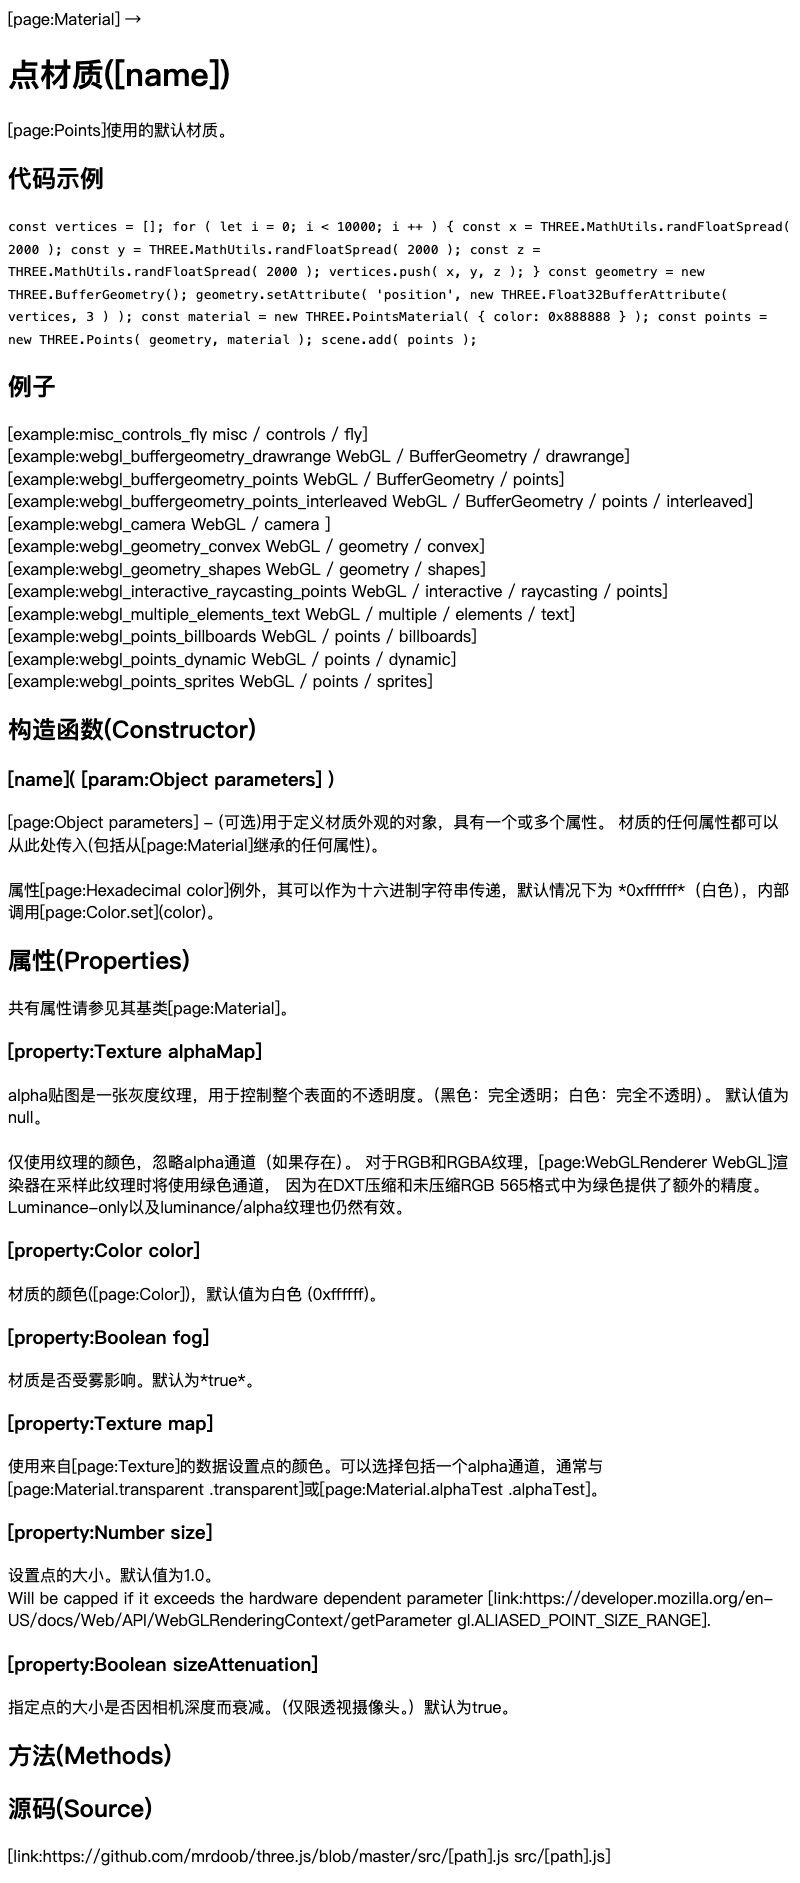 [page:Material] →
点材质([name])
[page:Points]使用的默认材质。
代码示例
const vertices = []; for ( let i = 0; i < 10000; i ++ ) { const x = THREE.MathUtils.randFloatSpread(
2000 ); const y = THREE.MathUtils.randFloatSpread( 2000 ); const z =
THREE.MathUtils.randFloatSpread( 2000 ); vertices.push( x, y, z ); } const geometry = new
THREE.BufferGeometry(); geometry.setAttribute( 'position', new THREE.Float32BufferAttribute(
vertices, 3 ) ); const material = new THREE.PointsMaterial( { color: 0x888888 } ); const points =
new THREE.Points( geometry, material ); scene.add( points );
例子
[example:misc_controls_fly misc / controls / fly]
[example:webgl_buffergeometry_drawrange WebGL / BufferGeometry / drawrange]
[example:webgl_buffergeometry_points WebGL / BufferGeometry / points]
[example:webgl_buffergeometry_points_interleaved WebGL / BufferGeometry / points / interleaved]
[example:webgl_camera WebGL / camera ]
[example:webgl_geometry_convex WebGL / geometry / convex]
[example:webgl_geometry_shapes WebGL / geometry / shapes]
[example:webgl_interactive_raycasting_points WebGL / interactive / raycasting / points]
[example:webgl_multiple_elements_text WebGL / multiple / elements / text]
[example:webgl_points_billboards WebGL / points / billboards]
[example:webgl_points_dynamic WebGL / points / dynamic]
[example:webgl_points_sprites WebGL / points / sprites]
构造函数(Constructor)
[name]( [param:Object parameters] )
[page:Object parameters] - (可选)用于定义材质外观的对象，具有一个或多个属性。 材质的任何属性都可以
从此处传入(包括从[page:Material]继承的任何属性)。
属性[page:Hexadecimal color]例外，其可以作为十六进制字符串传递，默认情况下为 *0xffffff*（白色），内部
调用[page:Color.set](color)。
属性(Properties)
共有属性请参见其基类[page:Material]。
[property:Texture alphaMap]
alpha贴图是一张灰度纹理，用于控制整个表面的不透明度。（黑色：完全透明；白色：完全不透明）。 默认值为
null。
仅使用纹理的颜色，忽略alpha通道（如果存在）。 对于RGB和RGBA纹理，[page:WebGLRenderer WebGL]渲
染器在采样此纹理时将使用绿色通道， 因为在DXT压缩和未压缩RGB 565格式中为绿色提供了额外的精度。
Luminance-only以及luminance/alpha纹理也仍然有效。
[property:Color color]
材质的颜色([page:Color])，默认值为白色 (0xffffff)。
[property:Boolean fog]
材质是否受雾影响。默认为*true*。
[property:Texture map]
使用来自[page:Texture]的数据设置点的颜色。可以选择包括一个alpha通道，通常与
[page:Material.transparent .transparent]或[page:Material.alphaTest .alphaTest]。
[property:Number size]
设置点的大小。默认值为1.0。
Will be capped if it exceeds the hardware dependent parameter [link:https://developer.mozilla.org/en-
US/docs/Web/API/WebGLRenderingContext/getParameter gl.ALIASED_POINT_SIZE_RANGE].
[property:Boolean sizeAttenuation]
指定点的大小是否因相机深度而衰减。（仅限透视摄像头。）默认为true。
方法(Methods)
源码(Source)
[link:https://github.com/mrdoob/three.js/blob/master/src/[path].js src/[path].js]